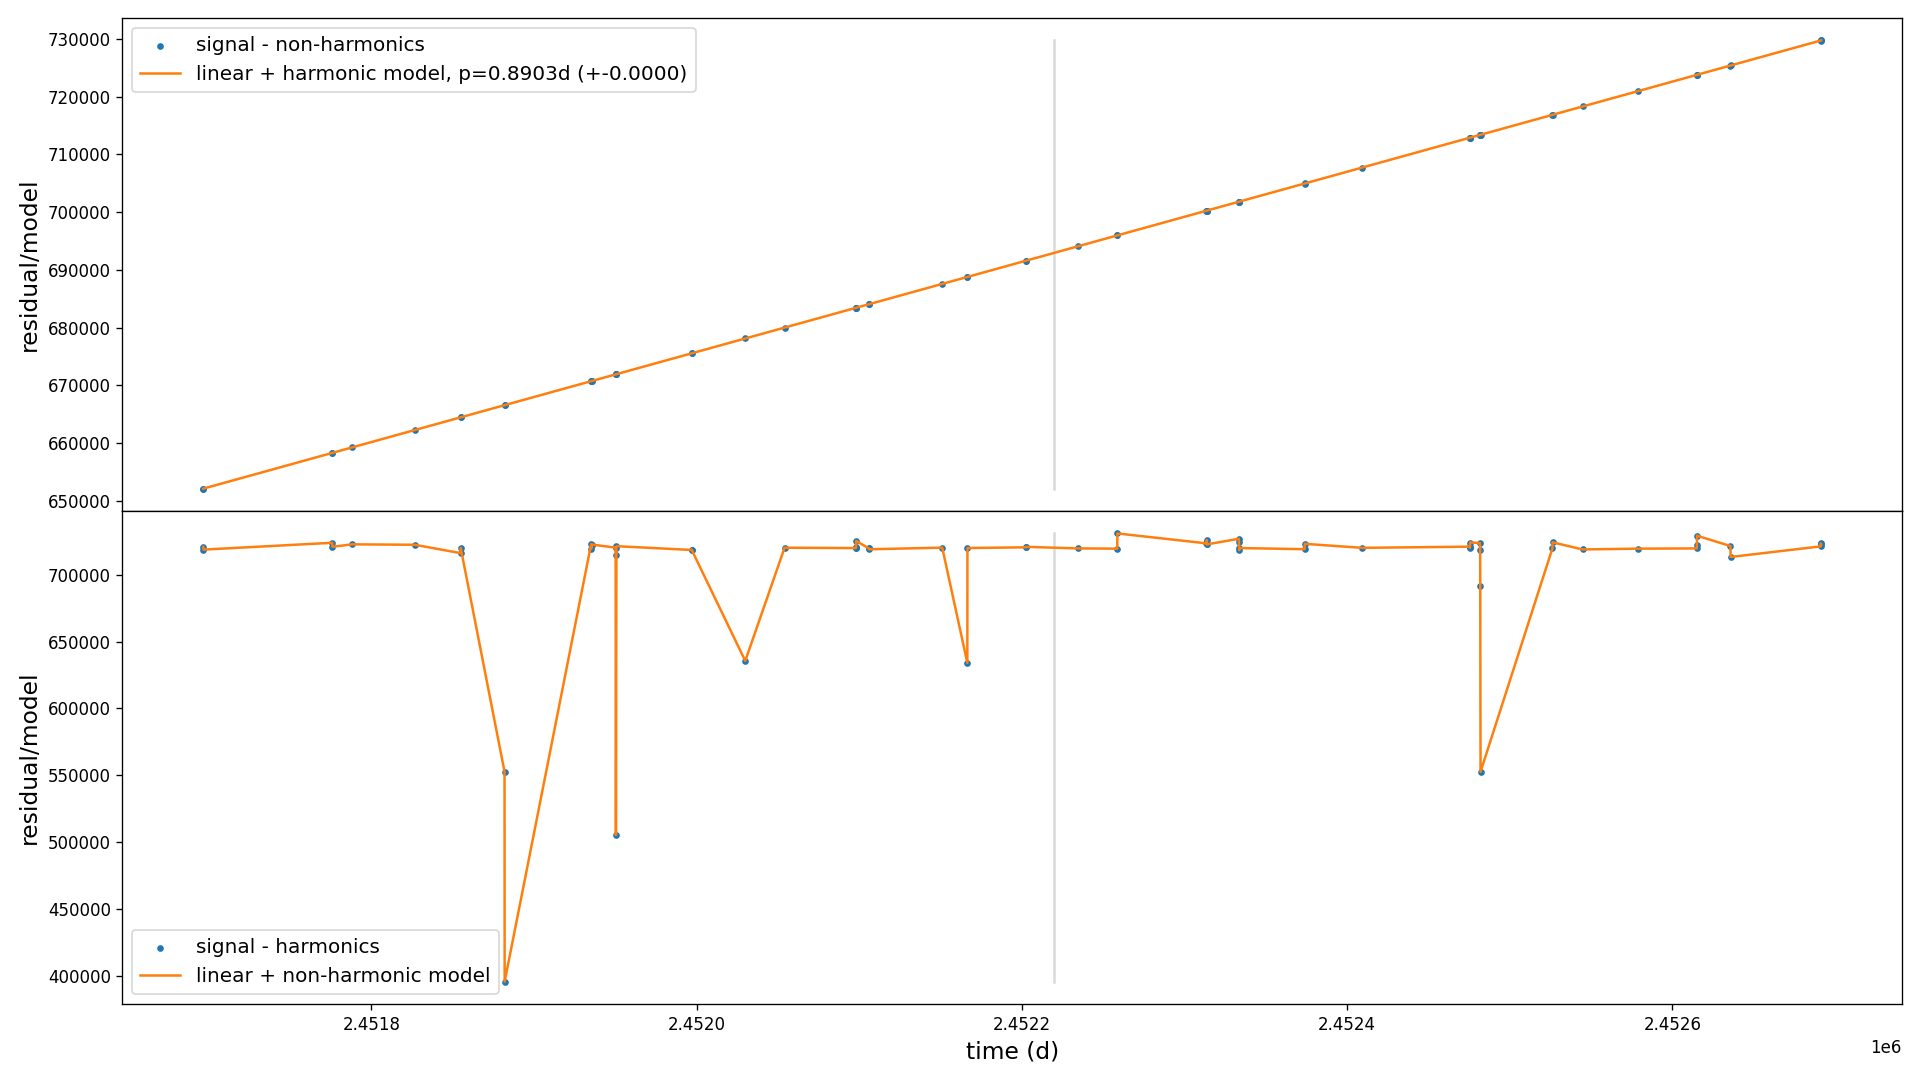 730000
720000
710000
700000
690000
680000
670000
660000
650000
residual/model
signal - non-harmonics
linear + harmonic model, p=0.8903d (+-0.0000)
700000
650000
600000
550000
500000
450000
400000
residual/model
signal - harmonics
linear + non-harmonic model
2.4518 2.4520 2.4522 2.4524 2.4526
time (d)
1e6